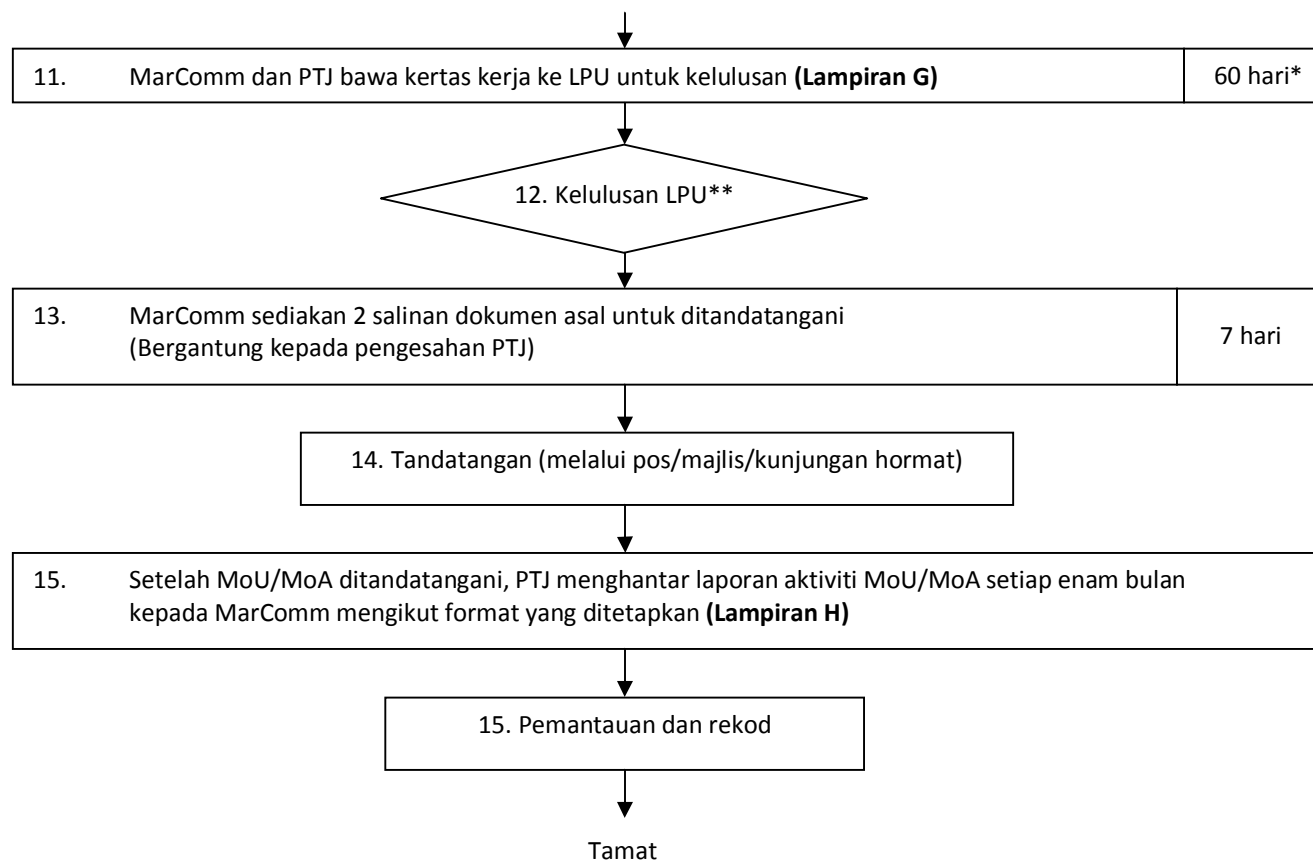 11. MarComm dan PTJ bawa kertas kerja ke LPU untuk kelulusan (Lampiran G) 60 hari*
12. Kelulusan LPU**
13. MarComm sediakan 2 salinan dokumen asal untuk ditandatangani
(Bergantung kepada pengesahan PTJ)
7 hari
14. Tandatangan (melalui pos/majlis/kunjungan hormat)
15. Setelah MoU/MoA ditandatangani, PTJ menghantar laporan aktiviti MoU/MoA setiap enam bulan
kepada MarComm mengikut format yang ditetapkan (Lampiran H)
15. Pemantauan dan rekod
Tamat